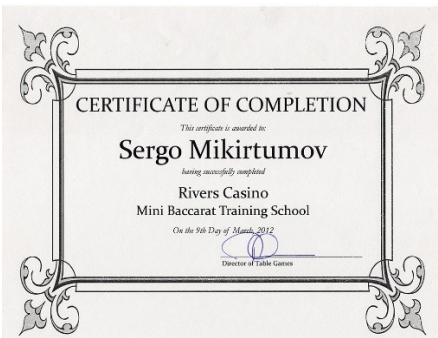 CERTIFICATE OF COMPLETION
This certificate is awarded to:
Sergo Mikirtumov
having successfully completed
Rivers Casino
Mini Baccarat Training School
On the 9th Day of March, 2012
Director of Table Games